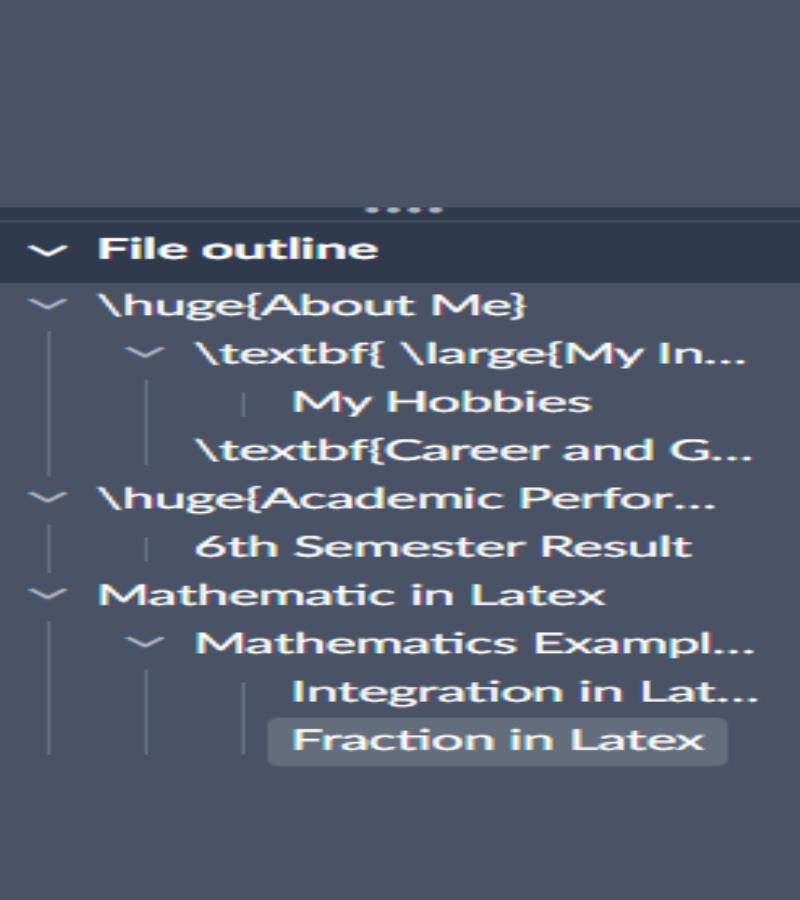 File outline
\huge{About Me}
\textbf{ \large{My In...
My Hobbies
\textbf{Career and G...
\huge{Academic Perfor...
6th Semester Result
Mathematic in Latex
Mathematics Exampl...
Integration in Lat...
Fraction in Latex